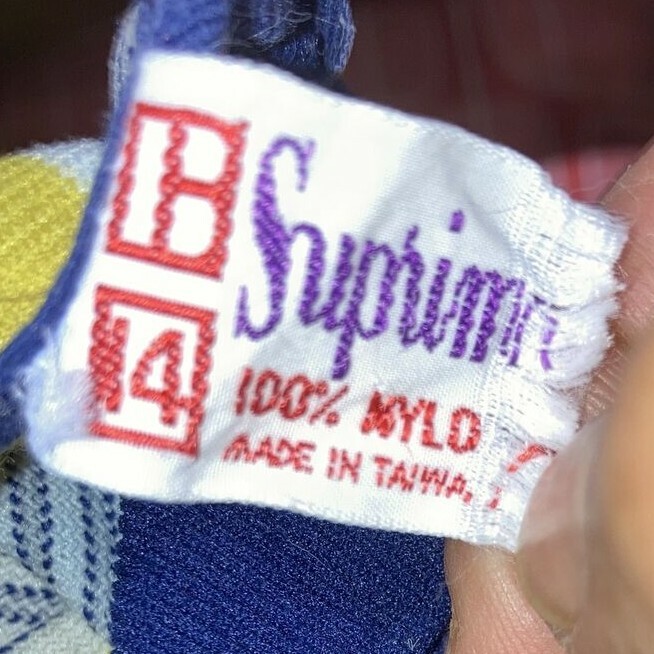 B
Suprim
14
100% NYLO
MADE IN TAIWA